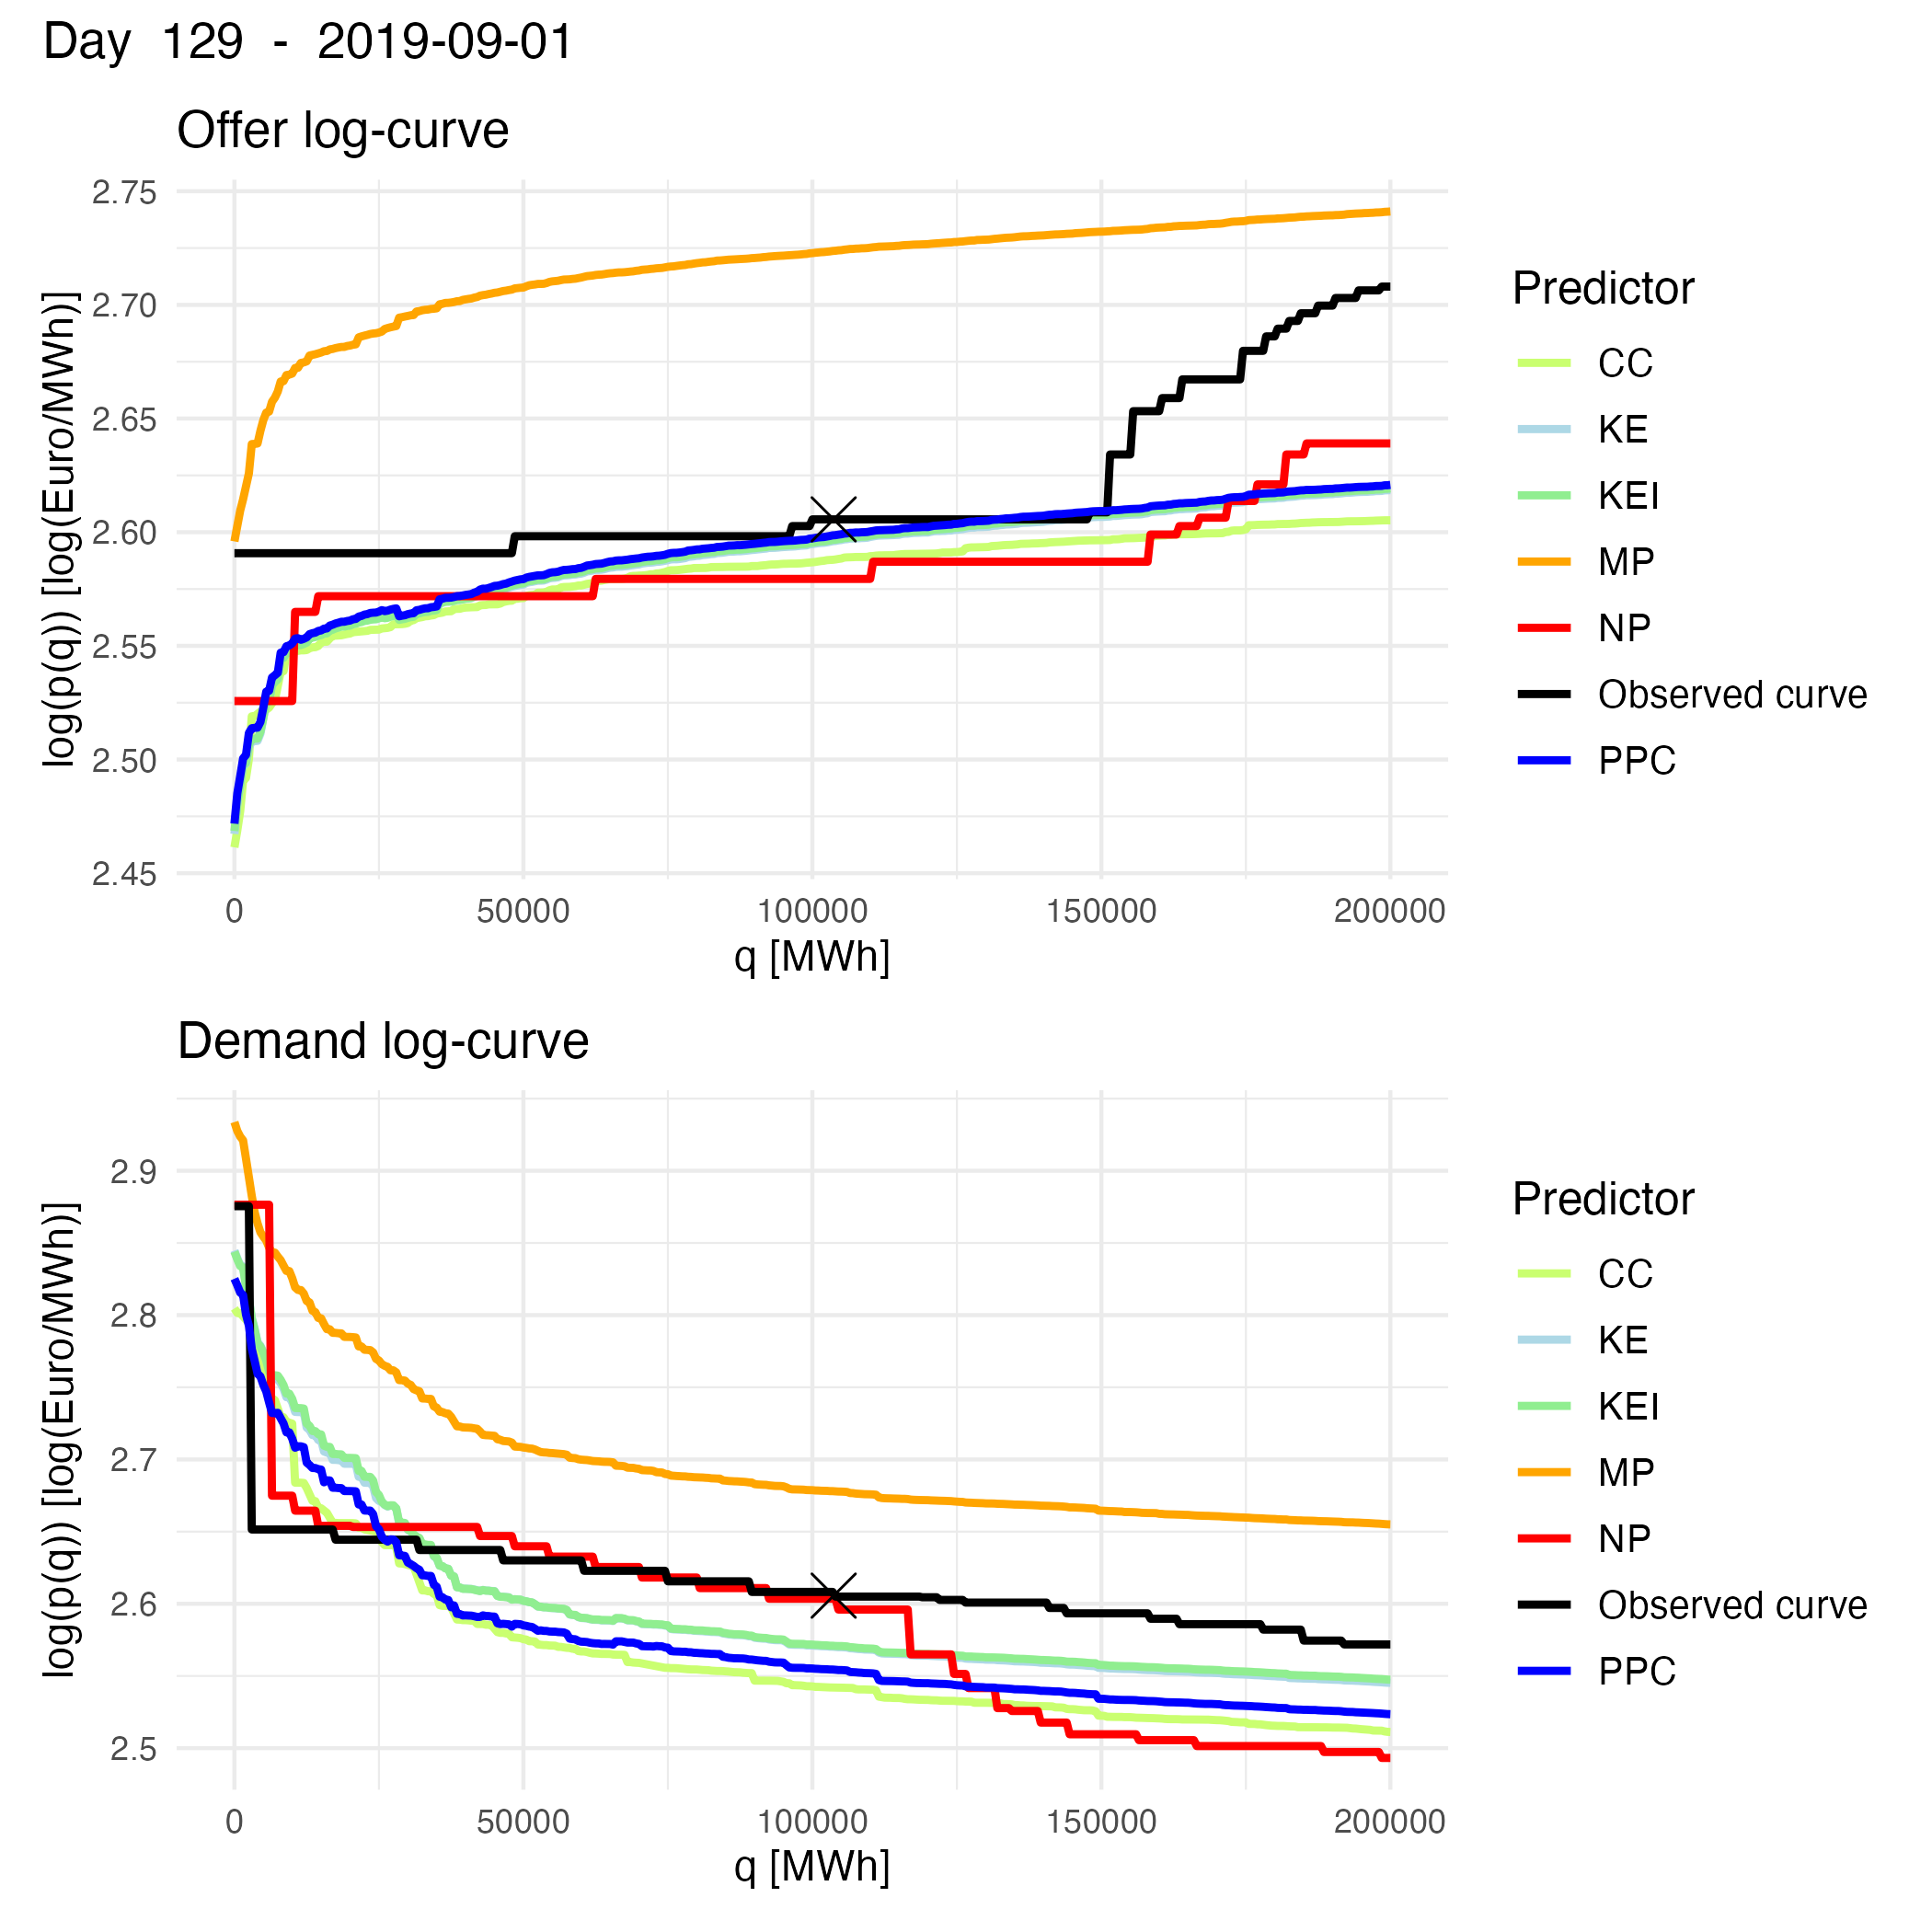 Day 129 - 2019-09-01
Offer log-curve
log(p(q)) [log(Euro/MWh)]
2.75
2.70
2.65
2.60
2.55
2.50
2.45
0 50000 100000 150000 200000
q [MWh]
Predictor
CC
KE
KEI
MP
NP
Observed curve
PPC
Demand log-curve
log(p(q)) [log(Euro/MWh)]
2.9
2.8
2.7
2.6
2.5
0 50000 100000 150000 200000
q [MWh]
Predictor
CC
KE
KEI
MP
NP
Observed curve
PPC